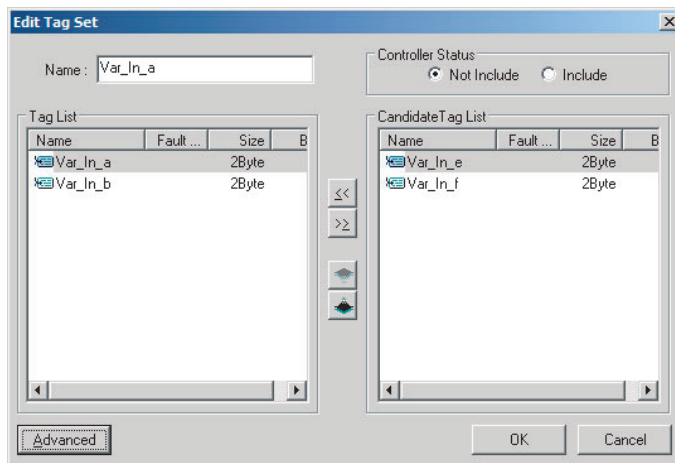 Edit Tag Set
Name : Var_In_a
Controller Status
Not Include Include
Tag List
Name Fault ... Size B
Var_In_a 2Byte
Var_In_b 2Byte
<<
>>
CandidateTag List
Name Fault ... Size B
Var_In_e 2Byte
Var_In_f 2Byte
Advanced
OK Cancel